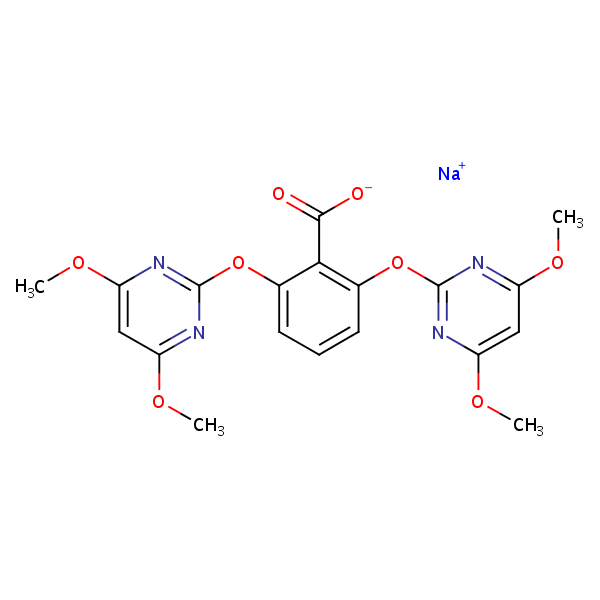 Na+
O O−
CH3
O N O O N O
H3C
N N
O O
CH3 CH3